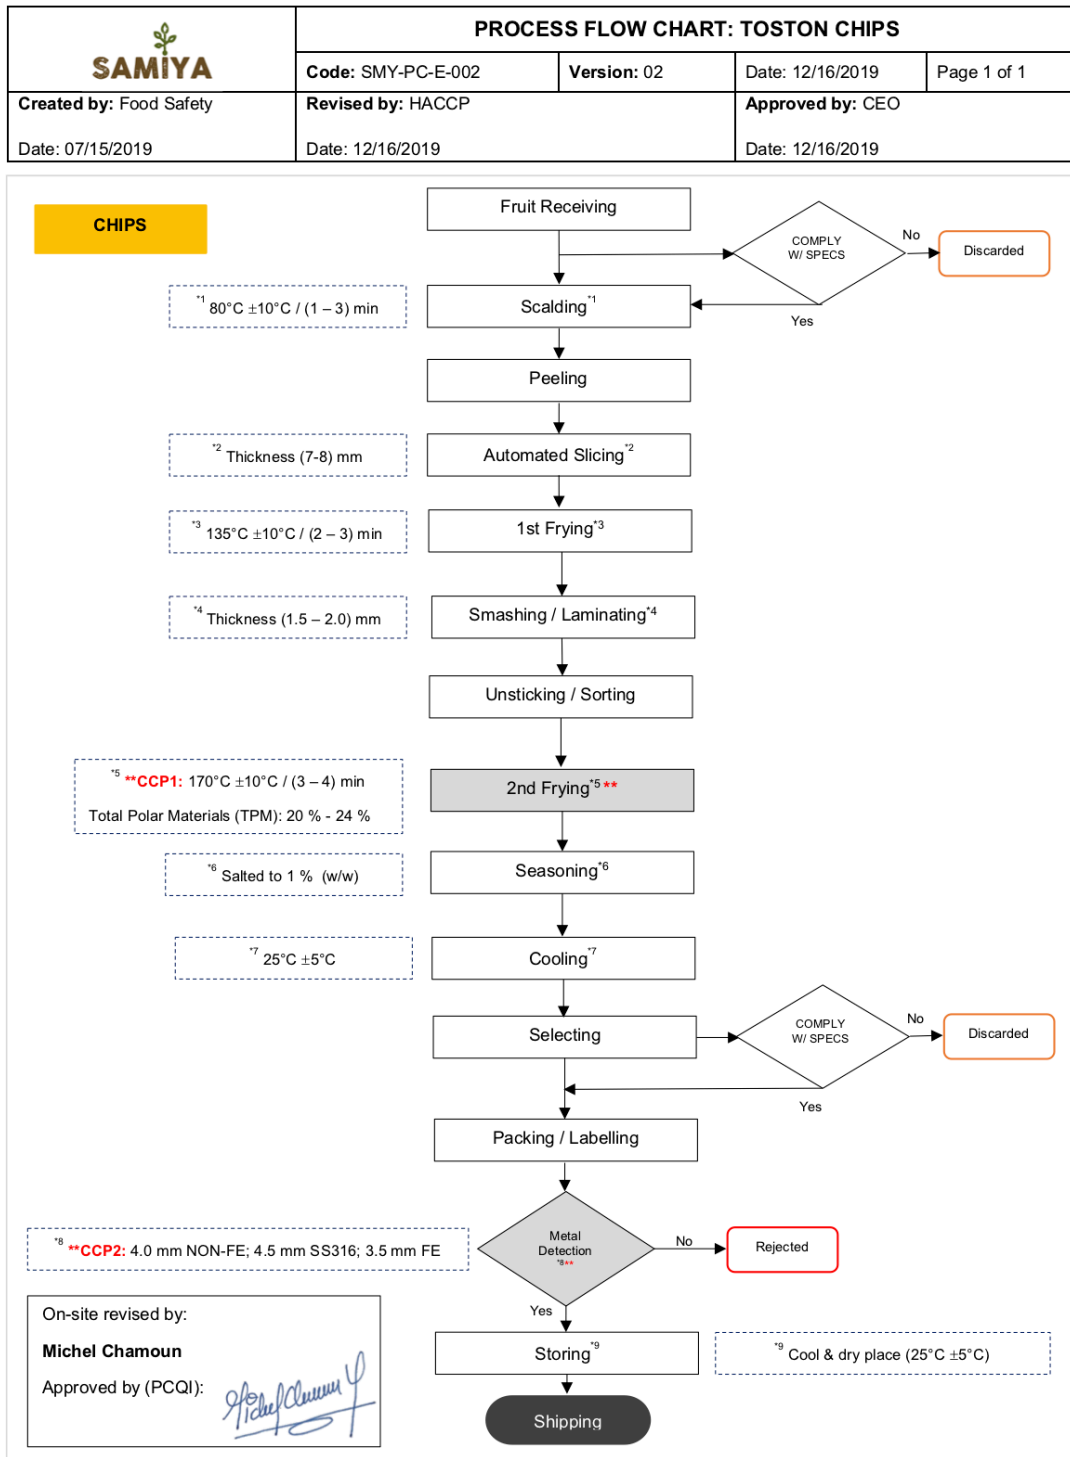 SAMIYA
PROCESS FLOW CHART: TOSTON CHIPS
Code: SMY-PC-E-002
Version: 02
Date: 12/16/2019
Page 1 of 1
Created by: Food Safety
Date: 07/15/2019
Revised by: HACCP
Date: 12/16/2019
Approved by: CEO
Date: 12/16/2019
CHIPS
Fruit Receiving
COMPLY
W/ SPECS
No
Discarded
Yes
*1 80°C ±10°C / (1 – 3) min
Scalding*1
Peeling
*2 Thickness (7-8) mm
Automated Slicing*2
*3 135°C ±10°C / (2 – 3) min
1st Frying*3
*4 Thickness (1.5 – 2.0) mm
Smashing / Laminating*4
Unsticking / Sorting
*5 **CCP1: 170°C ±10°C / (3 – 4) min
Total Polar Materials (TPM): 20 % - 24 %
2nd Frying*5 **
*6 Salted to 1 % (w/w)
Seasoning*6
*7 25°C ±5°C
Cooling*7
Selecting
COMPLY
W/ SPECS
No
Discarded
Yes
Packing / Labelling
*8 **CCP2: 4.0 mm NON-FE; 4.5 mm SS316; 3.5 mm FE
Metal
Detection
*8**
No
Rejected
Yes
Storing*9
*9 Cool & dry place (25°C ±5°C)
Shipping
On-site revised by:
Michel Chamoun
Approved by (PCQI):